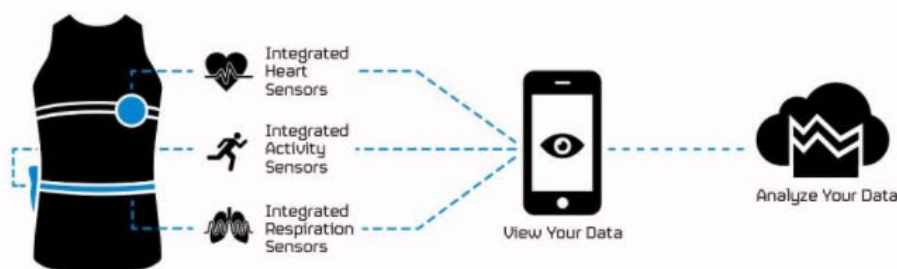 Integrated
Heart
Sensors
Integrated
Activity
Sensors
Integrated
Respiration
Sensors
View Your Data
Analyze Your Data